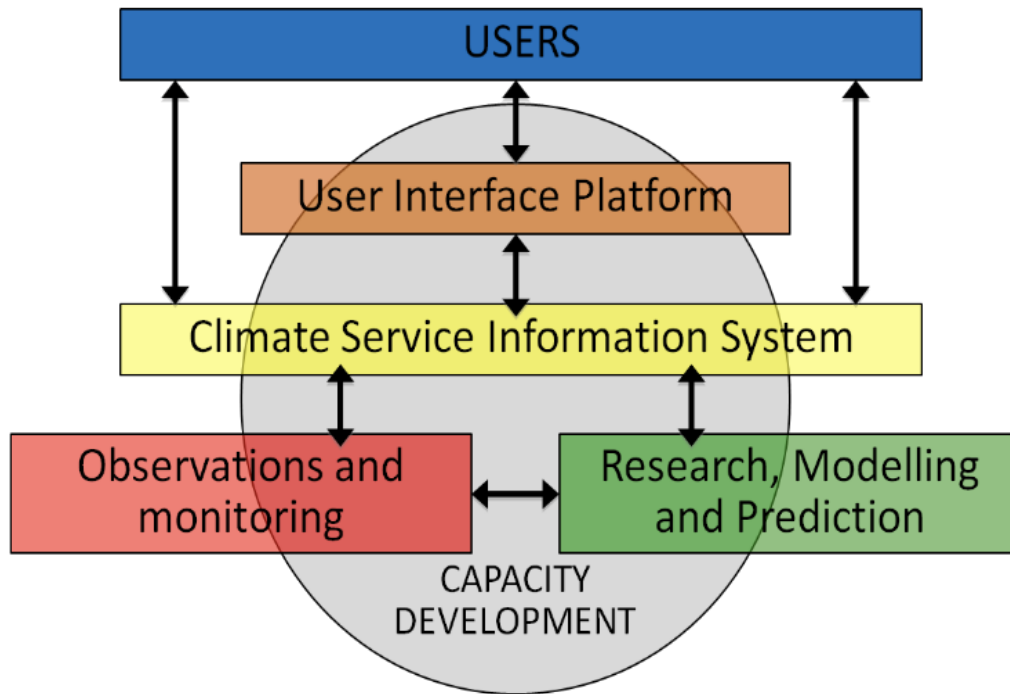 USERS
User Interface Platform
Climate Service Information System
Observations and
monitoring
Research, Modelling
and Prediction
CAPACITY
DEVELOPMENT